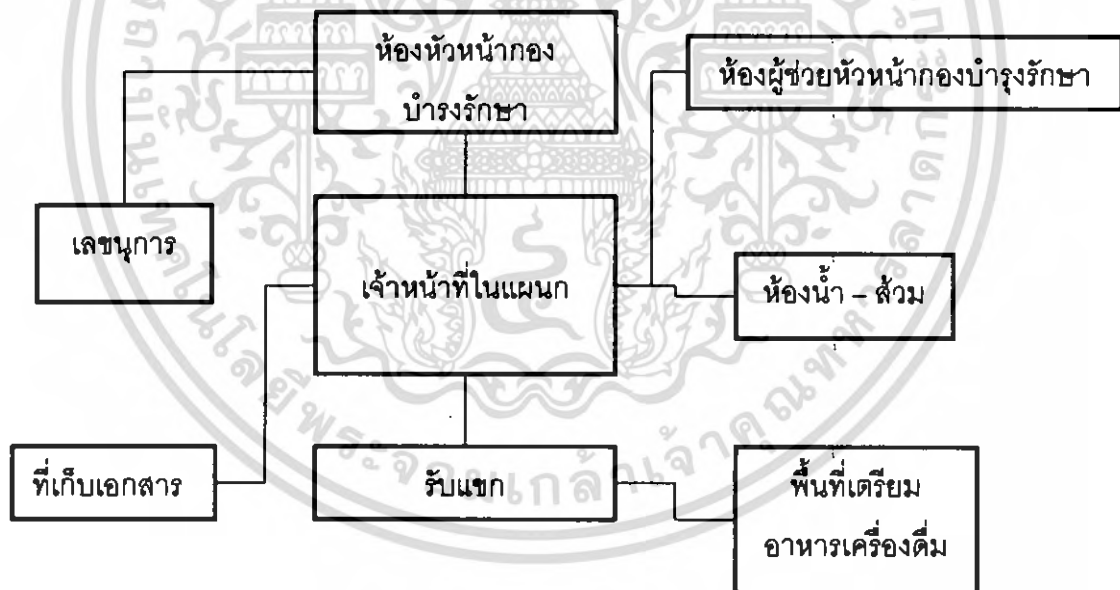 ห้องหัวหน้ากอง
บำรุงรักษา
ห้องผู้ช่วยหัวหน้ากองบำรุงรักษา
เลขนุการ
เจ้าหน้าที่ในแผนก
ห้องน้ำ – ส้วม
ที่เก็บเอกสาร
รับแขก
พื้นที่เตรียม
อาหารเครื่องดื่ม